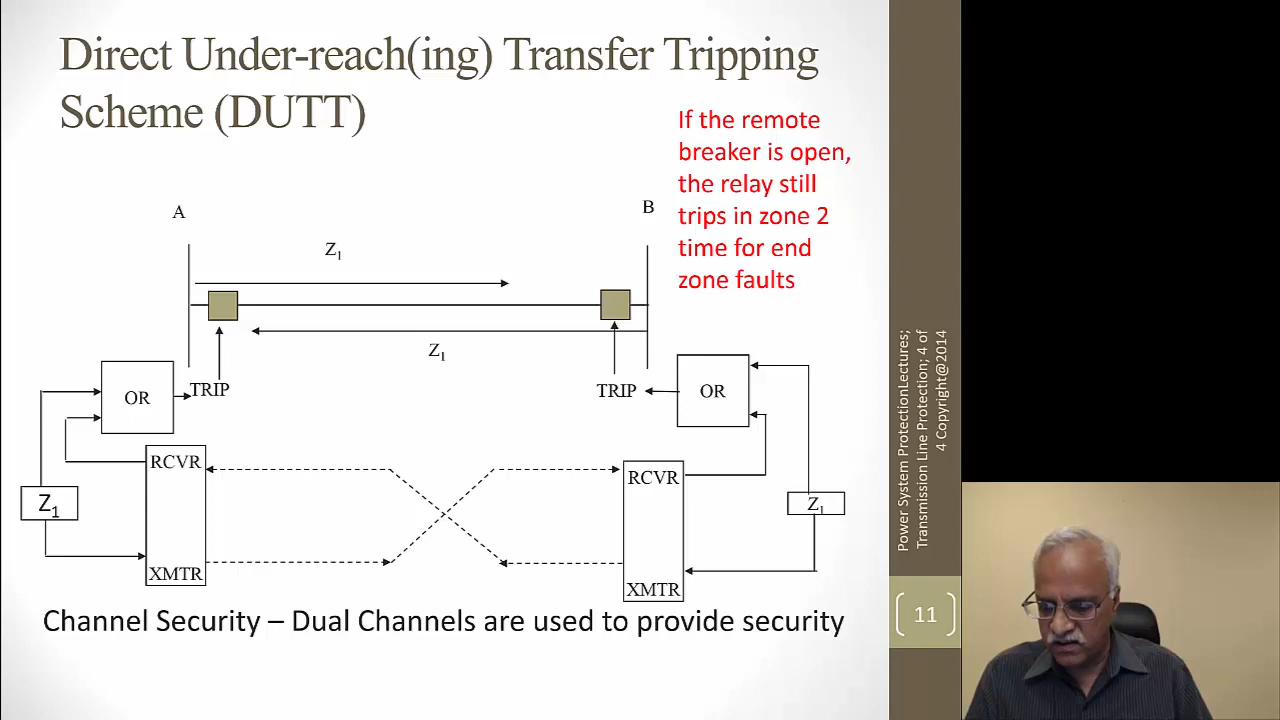 Direct Under-reach(ing) Transfer Tripping
Scheme (DUTT)
If the remote
breaker is open,
the relay still
trips in zone 2
time for end
zone faults
A
B
Z1
Z1
OR
TRIP
TRIP
OR
RCVR
RCVR
Z1
Z1
XMTR
XMTR
Channel Security – Dual Channels are used to provide security
Power System ProtectionLectures;
Transmission Line Protection; 4 of
4 Copyright@2014
11